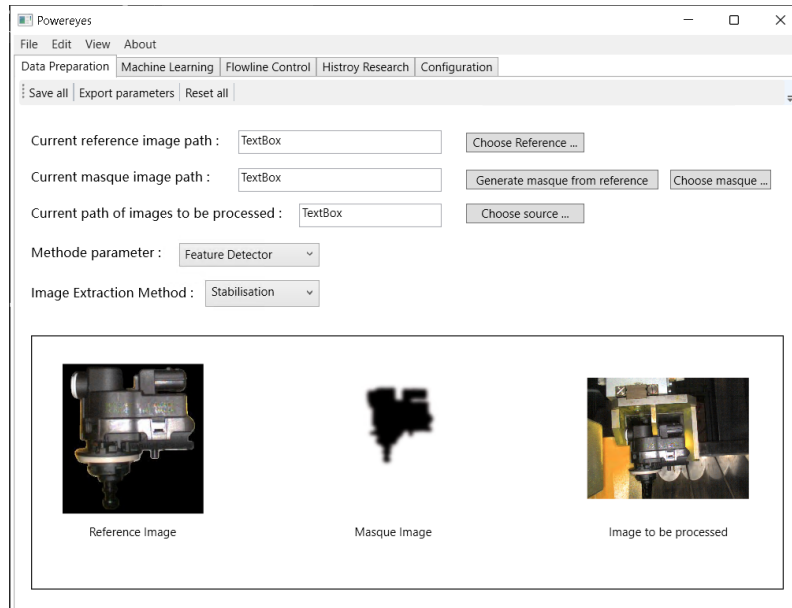 Powereyes
File Edit View About
Data Preparation Machine Learning Flowline Control Histroy Research Configuration
Save all Export parameters Reset all
Current reference image path : TextBox Choose Reference ...
Current masque image path : TextBox Generate masque from reference Choose masque ...
Current path of images to be processed : TextBox Choose source ...
Methode parameter : Feature Detector
Image Extraction Method : Stabilisation
Reference Image Masque Image Image to be processed